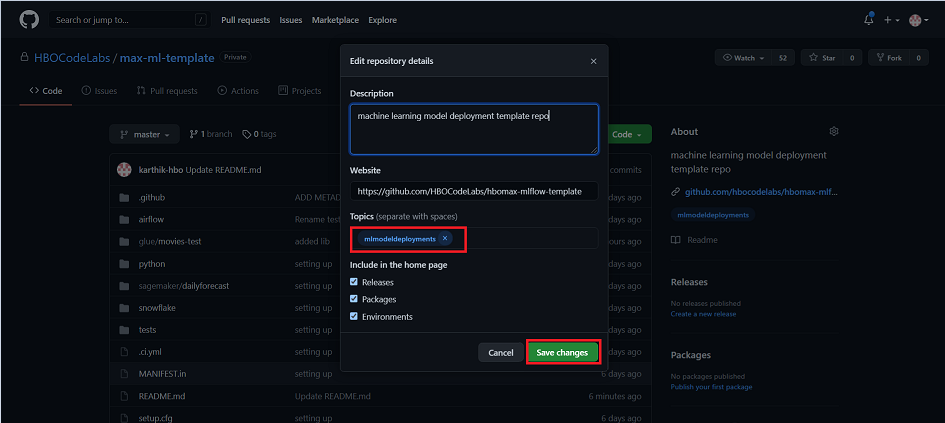 Search or jump to... /
Pull requests Issues Marketplace Explore
HBOCodeLabs / max-ml-template Private
Watch 52 Star 0 Fork 0
Code Issues Pull requests Actions Projects
Edit repository details
Description
machine learning model deployment template repo
Website
https://github.com/HBOCodeLabs/hbomax-mlflow-template
Topics (separate with spaces)
mlmodeldeployments ×
Include in the home page
Releases
Packages
Environments
Cancel Save changes
master 1 branch 0 tags
Code
karthik-hbo Update README.md
commits
.github ADD METAD
days ago
airflow Rename test
days ago
glue/movies-test added lib
ours ago
python setting up
days ago
sagemaker/dailyforecast setting up
days ago
snowflake setting up
days ago
tests setting up
days ago
.ci.yml setting up
days ago
MANIFEST.in setting up 6 days ago
README.md Update README.md 6 minutes ago
setup.cfg setting up 6 days ago
About
machine learning model deployment
template repo
github.com/hbocodelabs/hbomax-mlf...
mlmodeldeployments
Readme
Releases
No releases published
Create a new release
Packages
No packages published
Publish your first package